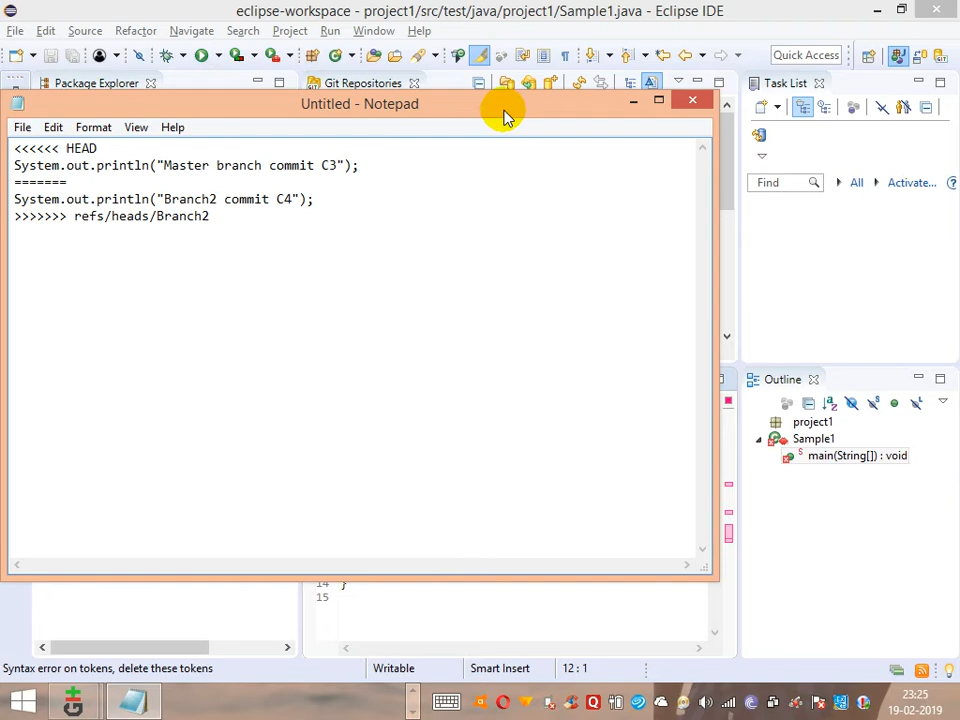 eclipse-workspace - project1/src/test/java/project1/Sample1.java - Eclipse IDE
File Edit Source Refactor Navigate Search Project Run Window Help
Quick Access
Package Explorer
Git Repositories
Task List
Untitled - Notepad
File Edit Format View Help
<<<<<< HEAD
System.out.println("Master branch commit C3");
=======
System.out.println("Branch2 commit C4");
>>>>>>> refs/heads/Branch2
Find
All
Activate...
Outline
project1
Sample1
main(String[]) : void
14 }
15
Syntax error on tokens, delete these tokens
Writable
Smart Insert
12 : 1
23:25
19-02-2019